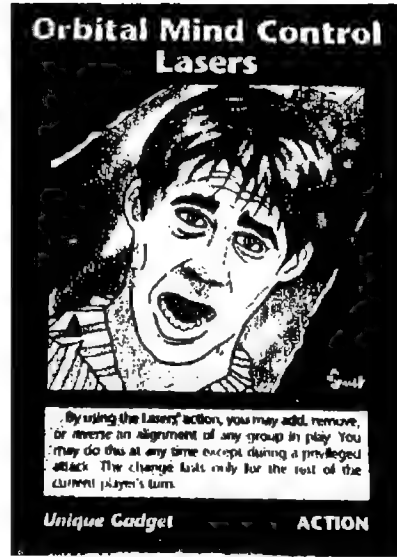 Orbital Mind Control
Lasers
By using the Lasers' action, you may add, remove,
or reverse an alignment of any group in play. You
may do this at any time except during a privileged
attack. The change lasts only for the rest of the
current player's turn.
Unique Gadget
ACTION